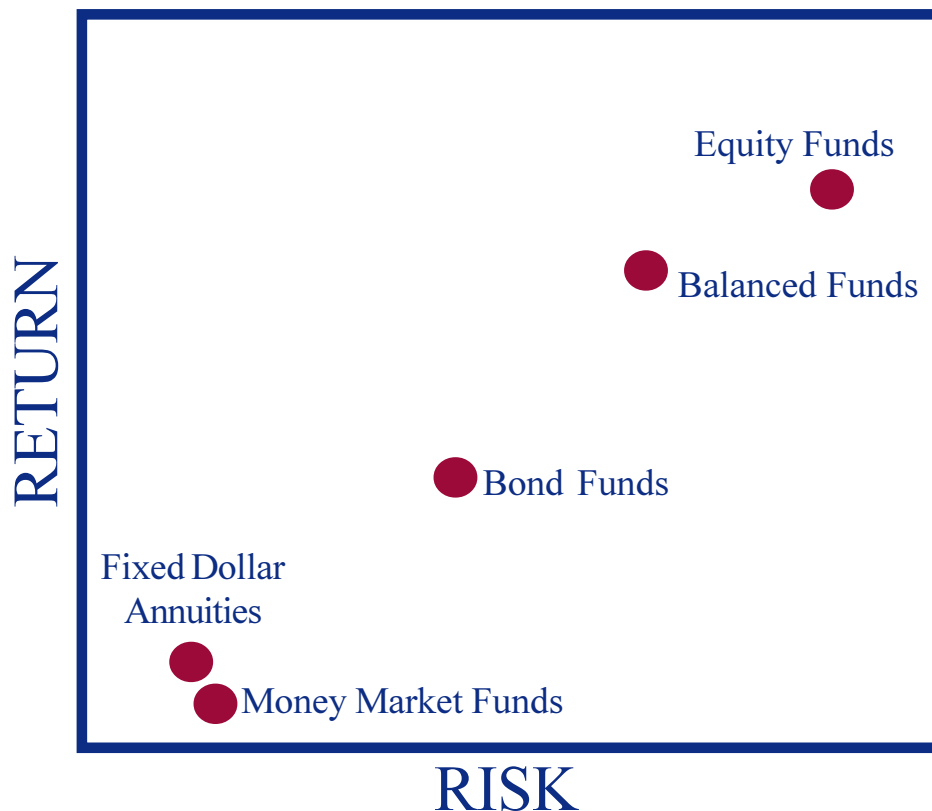 Equity Funds
Balanced Funds
RETURN
Bond Funds
Fixed Dollar
Annuities
Money Market Funds
RISK